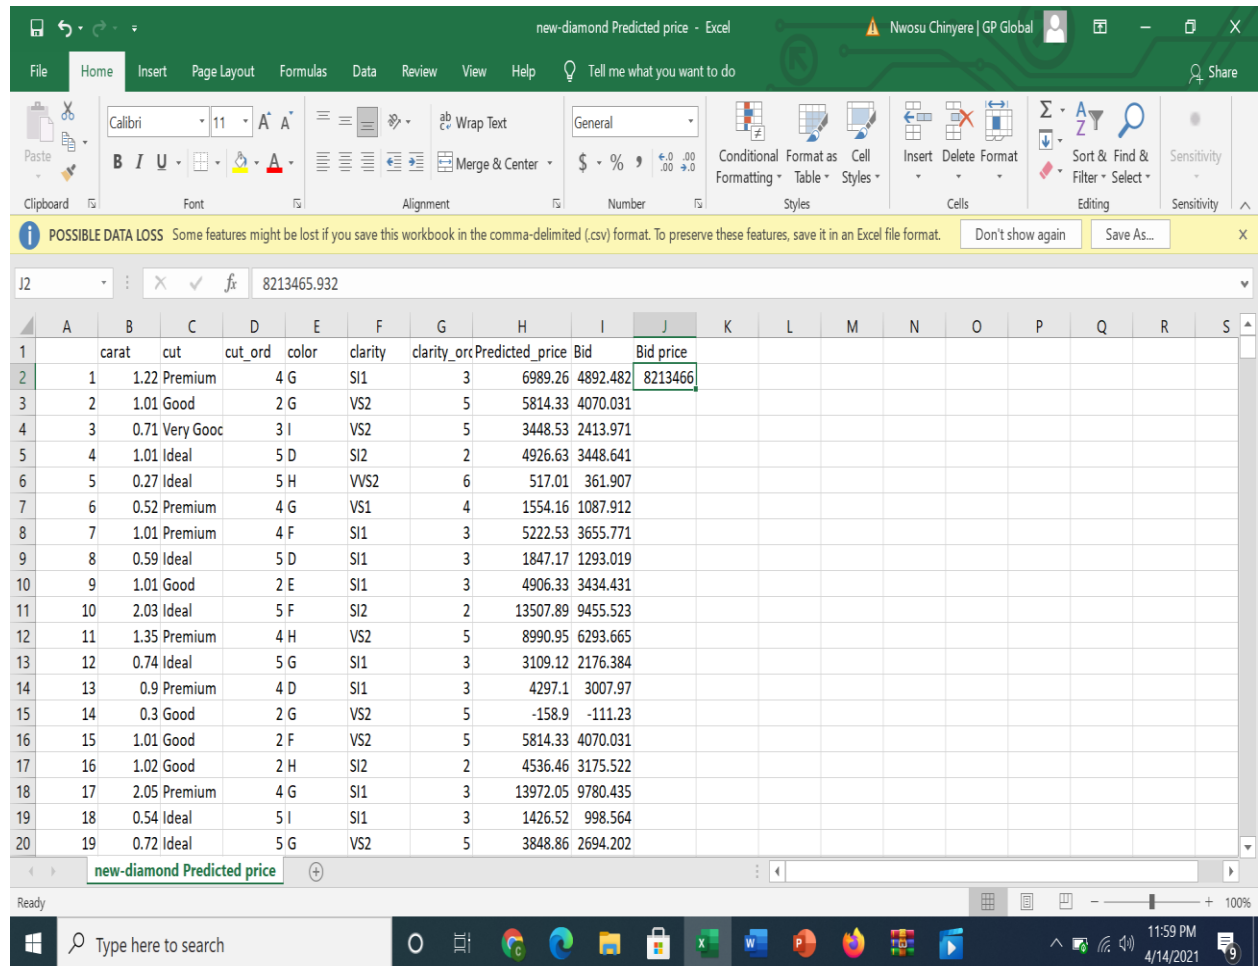 new-diamond Predicted price - Excel
Nwosu Chinyere | GP Global
File Home Insert Page Layout Formulas Data Review View Help Tell me what you want to do Share
Calibri 11 A A ab Wrap Text General
Paste B I U A Merge & Center $ % 9 .00 .00
Conditional Formatting Format as Table Cell Styles Insert Delete Format Sort & Filter Find & Select Sensitivity
Clipboard Font Alignment Number Styles Cells Editing Sensitivity
POSSIBLE DATA LOSS Some features might be lost if you save this workbook in the comma-delimited (.csv) format. To preserve these features, save it in an Excel file format. Don't show again Save As...
J2 fx 8213465.932
A B C D E F G H I J K L M N O P Q R S
1 carat cut cut_ord color clarity clarity_orc Predicted_price Bid Bid price
2 1 1.22 Premium 4 G SI1 3 6989.26 4892.482 8213466
3 2 1.01 Good 2 G VS2 5 5814.33 4070.031
4 3 0.71 Very Good 3 I VS2 5 3448.53 2413.971
5 4 1.01 Ideal 5 D SI2 2 4926.63 3448.641
6 5 0.27 Ideal 5 H VVS2 6 517.01 361.907
7 6 0.52 Premium 4 G VS1 4 1554.16 1087.912
8 7 1.01 Premium 4 F SI1 3 5222.53 3655.771
9 8 0.59 Ideal 5 D SI1 3 1847.17 1293.019
10 9 1.01 Good 2 E SI1 3 4906.33 3434.431
11 10 2.03 Ideal 5 F SI2 2 13507.89 9455.523
12 11 1.35 Premium 4 H VS2 5 8990.95 6293.665
13 12 0.74 Ideal 5 G SI1 3 3109.12 2176.384
14 13 0.9 Premium 4 D SI1 3 4297.1 3007.97
15 14 0.3 Good 2 G VS2 5 -158.9 -111.23
16 15 1.01 Good 2 F VS2 5 5814.33 4070.031
17 16 1.02 Good 2 H SI2 2 4536.46 3175.522
18 17 2.05 Premium 4 G SI1 3 13972.05 9780.435
19 18 0.54 Ideal 5 I SI1 3 1426.52 998.564
20 19 0.72 Ideal 5 G VS2 5 3848.86 2694.202
new-diamond Predicted price
Ready 100%
Type here to search
11:59 PM
4/14/2021
9